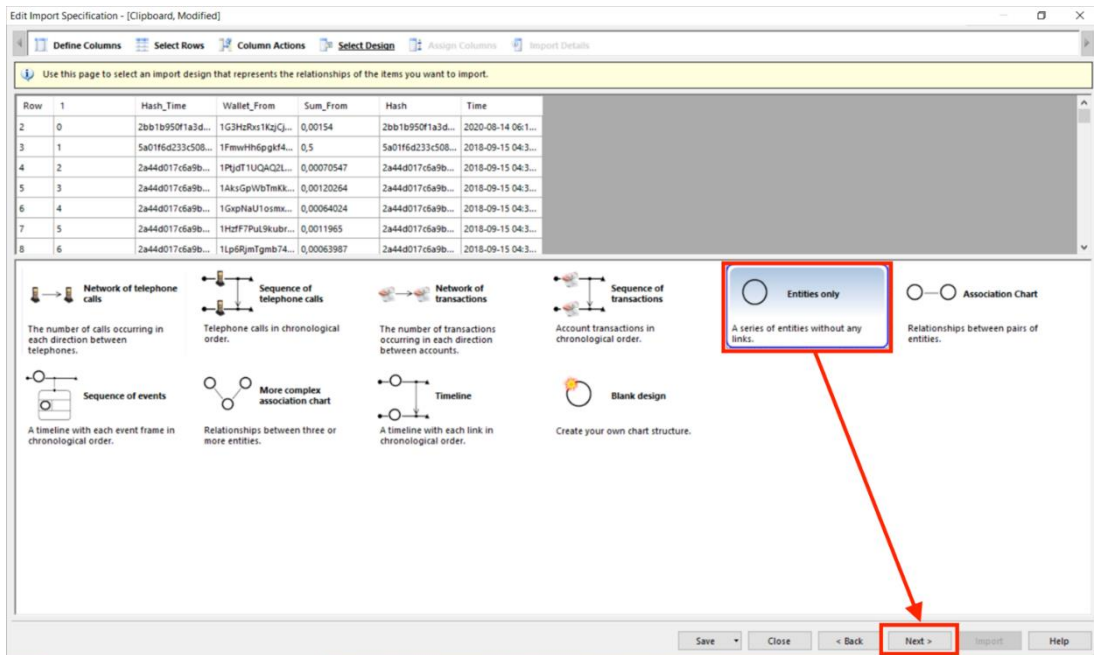 Edit Import Specification - [Clipboard, Modified]
Define Columns Select Rows Column Actions Select Design Assign Columns Import Details
Use this page to select an import design that represents the relationships of the items you want to import.
Row 1 Hash_Time Wallet_From Sum_From Hash Time
2 0 2bb1b950f1a3d... 1G3HzRxs1KzjCj... 0,00154 2bb1b950f1a3d... 2020-08-14 06:1...
3 1 5a01f6d233c508... 1FmwHh6pgkf4... 0,5 5a01f6d233c508... 2018-09-15 04:3...
4 2 2a44d017c6a9b... 1PtjdT1UQAQ2L... 0,00070547 2a44d017c6a9b... 2018-09-15 04:3...
5 3 2a44d017c6a9b... 1AksGpWbTmKk... 0,00120264 2a44d017c6a9b... 2018-09-15 04:3...
6 4 2a44d017c6a9b... 1GxpNaU1osmx... 0,00064024 2a44d017c6a9b... 2018-09-15 04:3...
7 5 2a44d017c6a9b... 1HzfF7PuL9kubr... 0,0011965 2a44d017c6a9b... 2018-09-15 04:3...
8 6 2a44d017c6a9b... 1Lp6RjmTgmb74... 0,00063987 2a44d017c6a9b... 2018-09-15 04:3...
Network of telephone
calls
The number of calls occurring in
each direction between
telephones.
Sequence of
telephone calls
Telephone calls in chronological
order.
Network of
transactions
The number of transactions
occurring in each direction
between accounts.
Sequence of
transactions
Account transactions in
chronological order.
Entities only
A series of entities without any
links.
Association Chart
Relationships between pairs of
entities.
Sequence of events
A timeline with each event frame in
chronological order.
More complex
association chart
Relationships between three or
more entities.
Timeline
A timeline with each link in
chronological order.
Blank design
Create your own chart structure.
Save Close < Back Next > Import Help